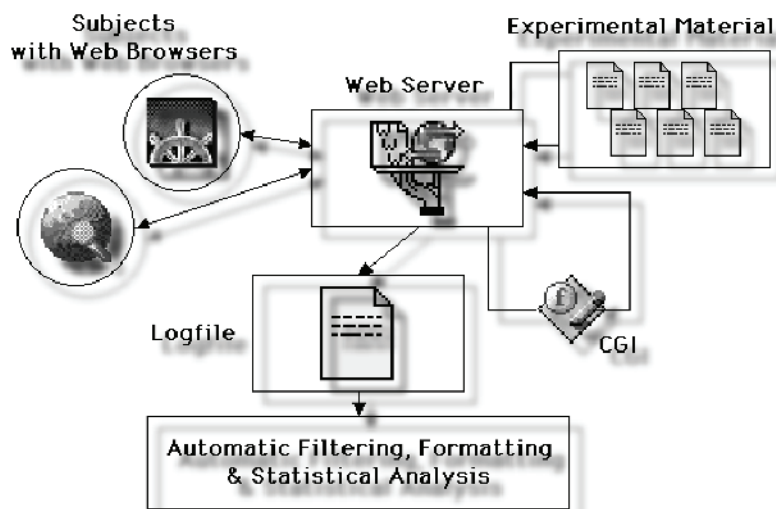 Subjects
with Web Browsers
Experimental Material
Web Server
Logfile
CGI
Automatic Filtering, Formatting
& Statistical Analysis